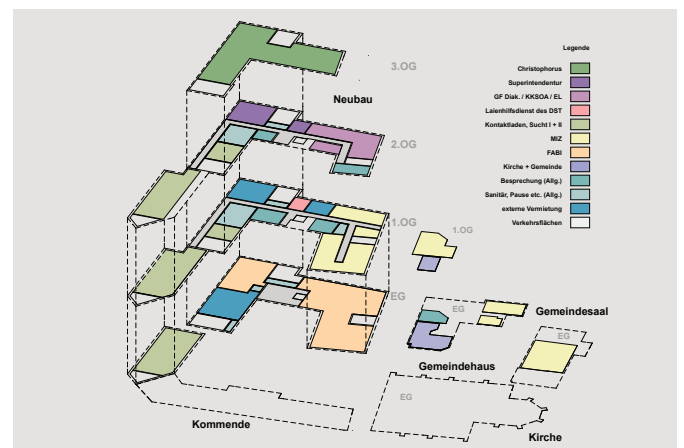 Legende
3.OG
Christophorus
Superintendentur
Neubau
GF Diak. / KKSOA / EL
Laienhilfsdienst des DST
Kontaktladen, Sucht I + II
2.OG
MIZ
FABI
Kirche + Gemeinde
Besprechung (Allg.)
Sanitär, Pause etc. (Allg.)
externe Vermietung
1.OG
Verkehrsflächen
1.OG
EG
EG
Gemeindesaal
EG
Gemeindehaus
EG
Kommende
Kirche